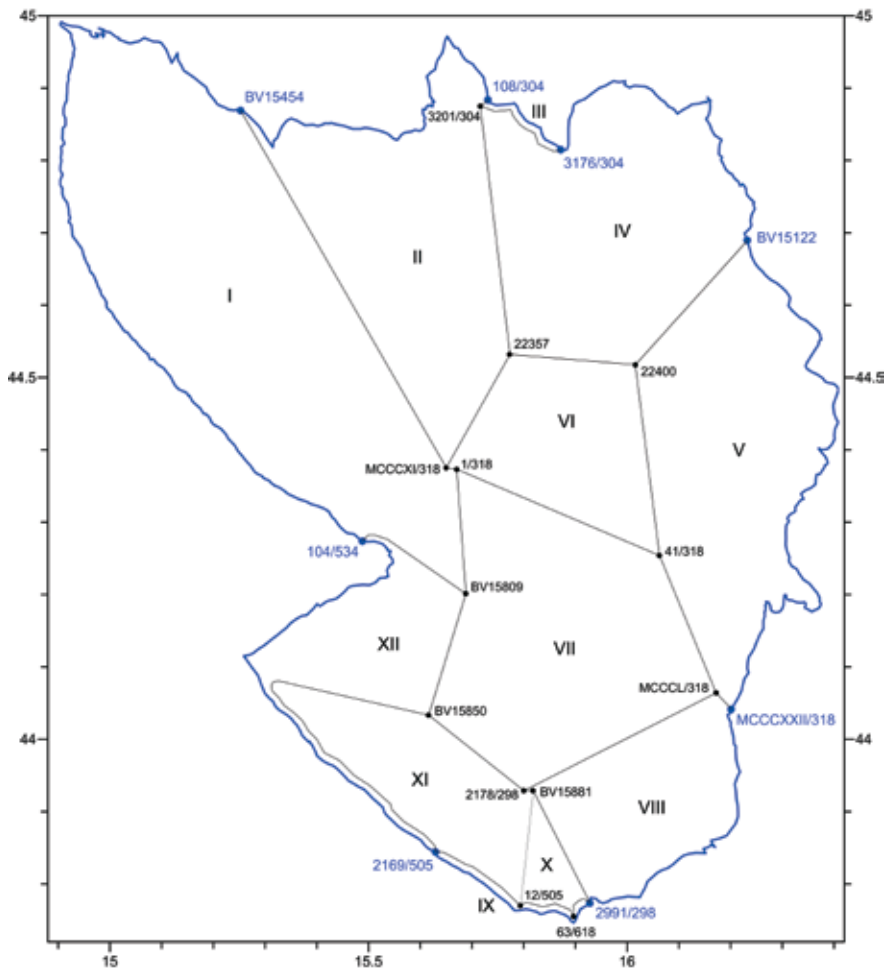 45
45
BV15454
108/304
3201/304
III
3176/304
IV
BV15122
II
I
22357
22400
44.5
44.5
VI
V
MCCCXI/318
1/318
104/534
41/318
BV15809
XII
VII
MCCCL/318
BV15850
MCCCXXII/318
44
44
XI
2178/298
BV15881
VIII
2169/505
X
12/505
IX
2991/298
63/618
15
15.5
16